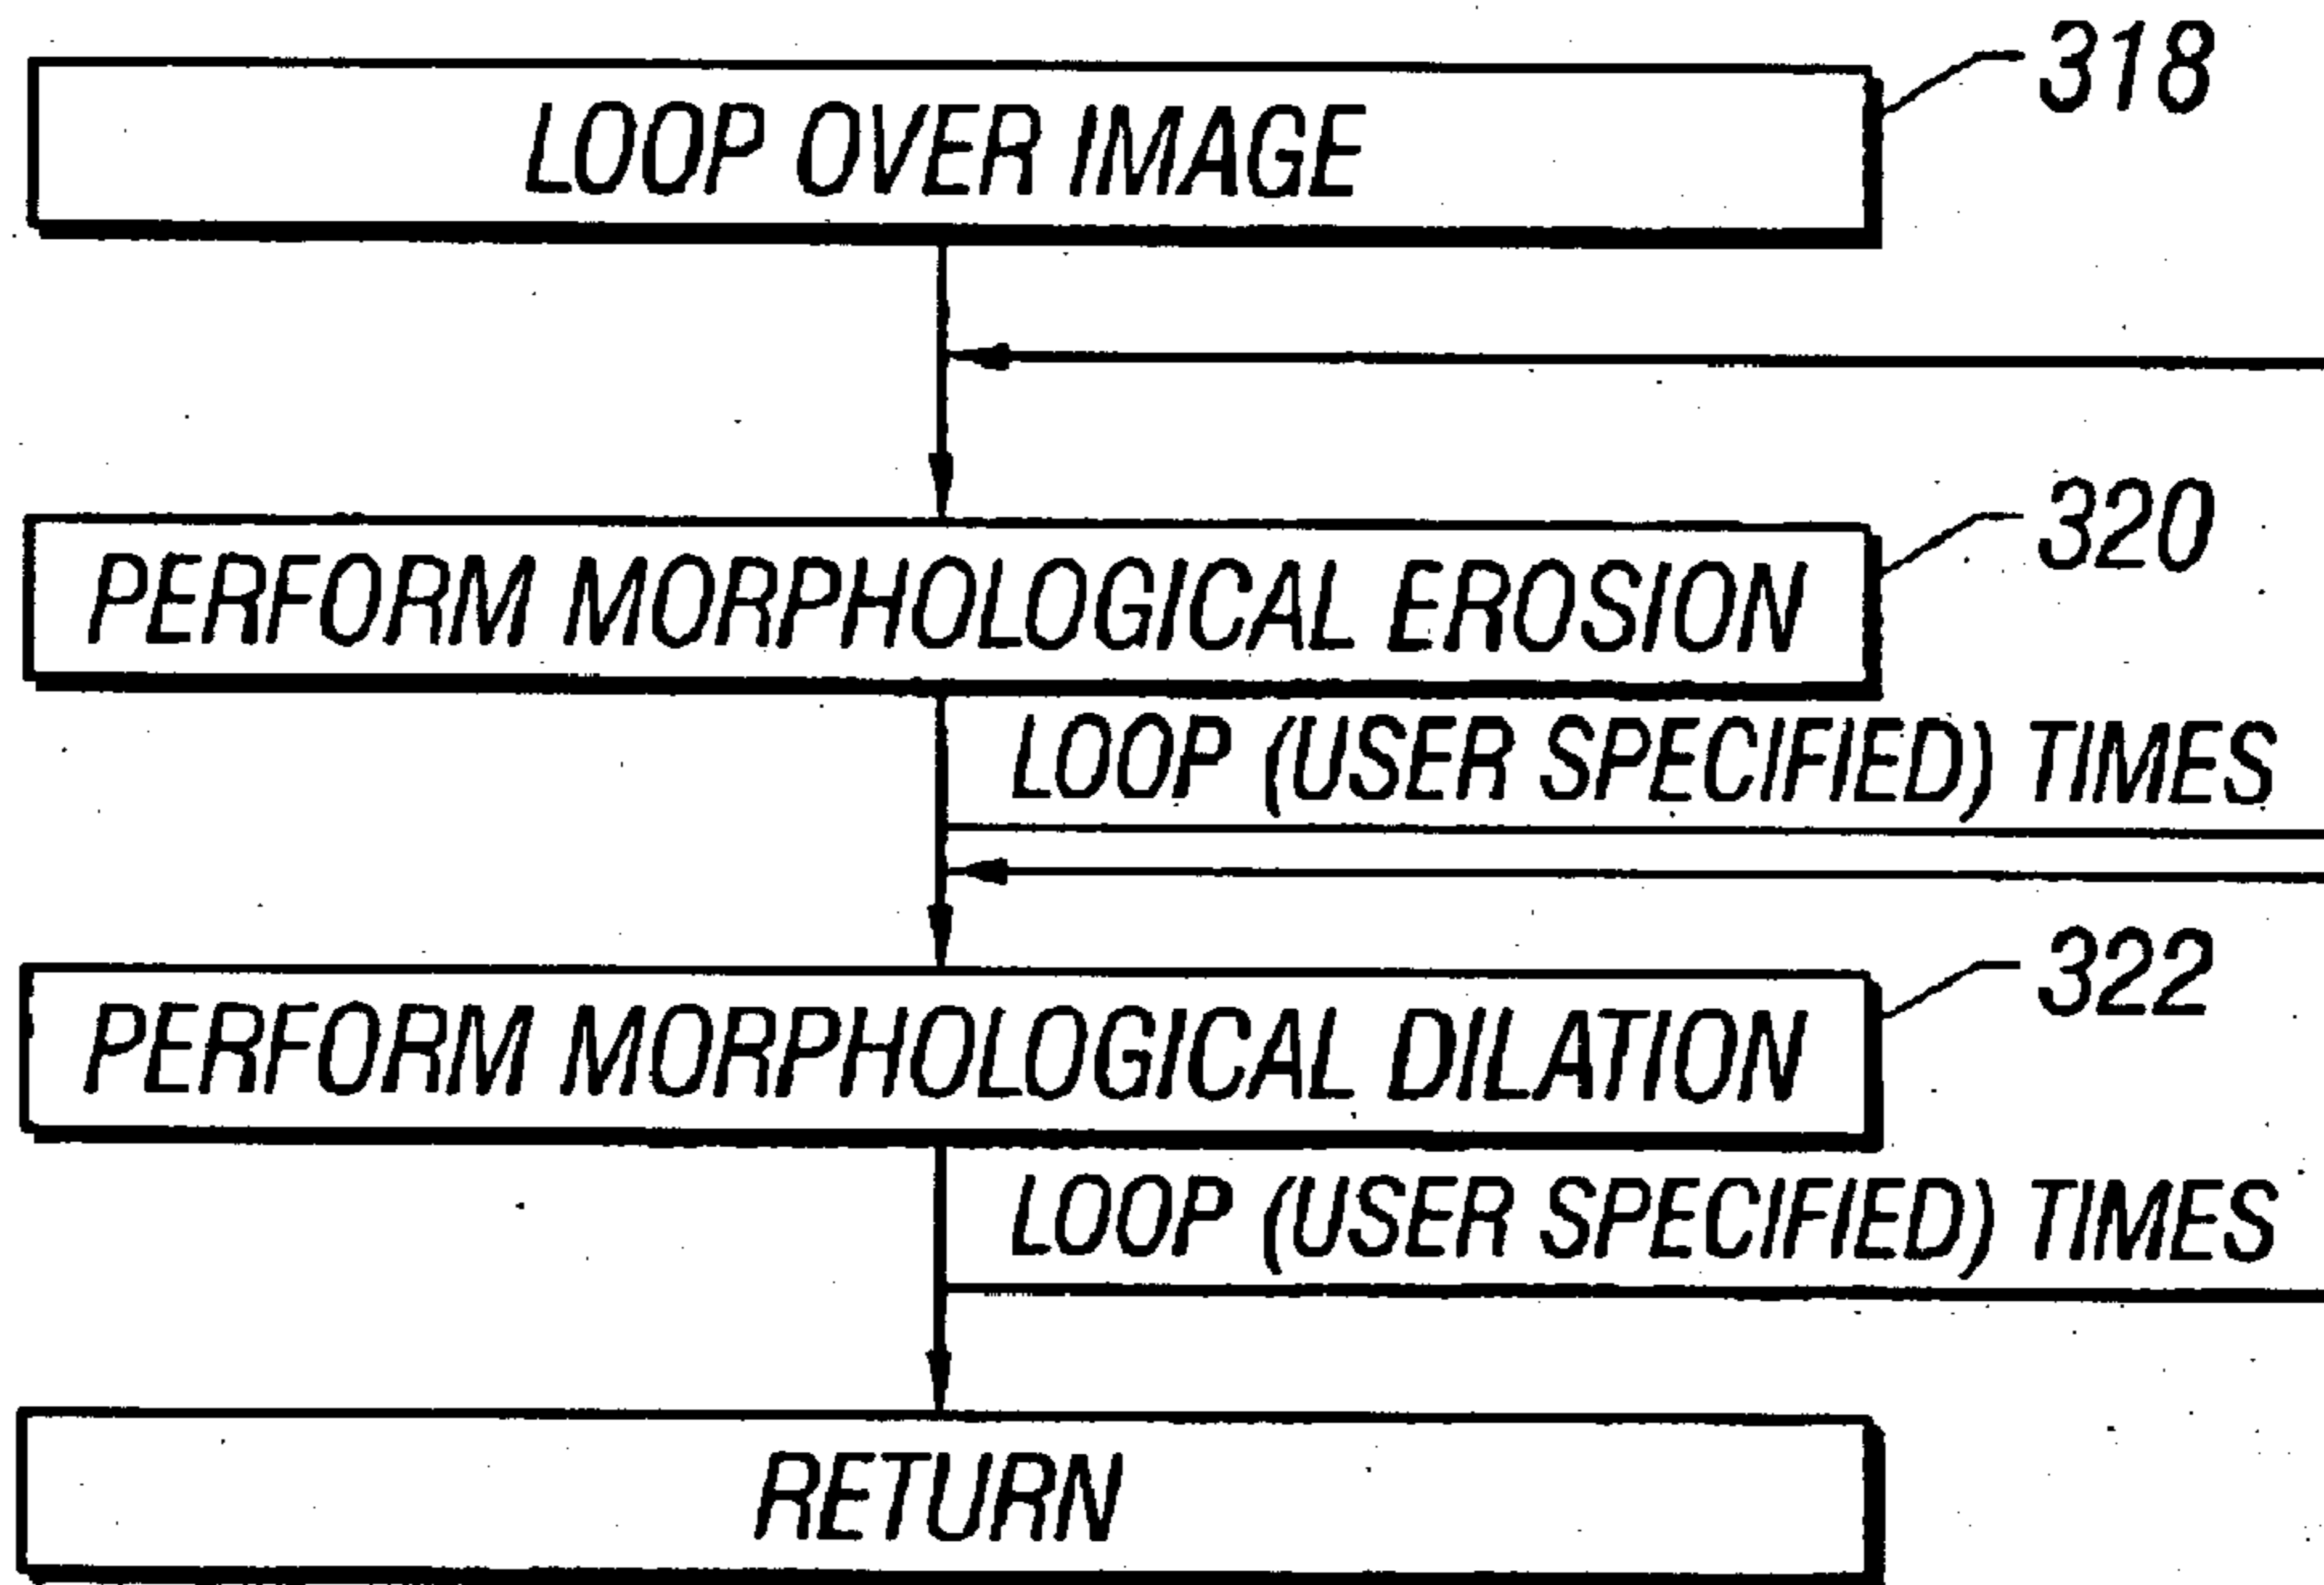 LOOP OVER IMAGE
318
PERFORM MORPHOLOGICAL EROSION
320
LOOP (USER SPECIFIED) TIMES
PERFORM MORPHOLOGICAL DILATION
322
LOOP (USER SPECIFIED) TIMES
RETURN